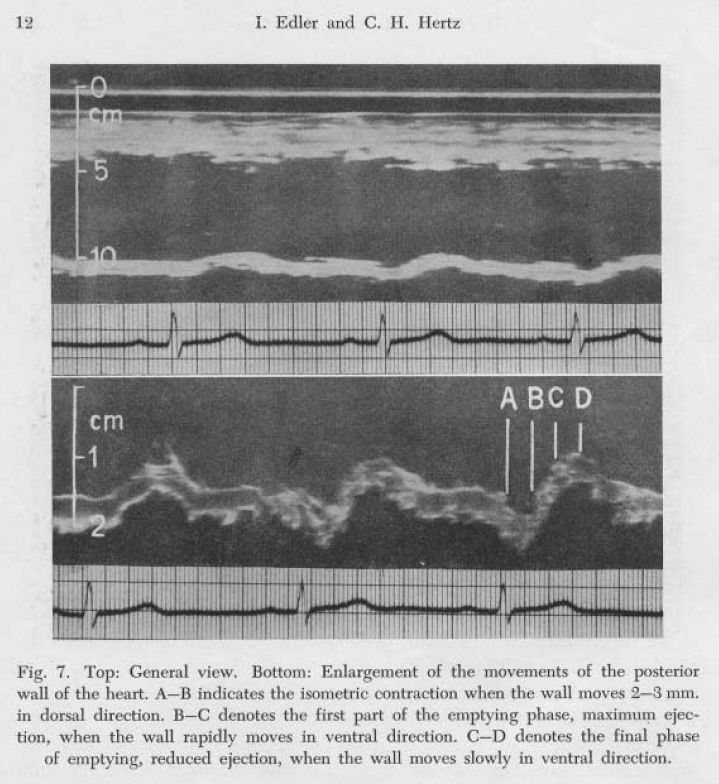 12 I. Edler and C. H. Hertz
0
cm
5
10
A B C D
cm
1
2
Fig. 7. Top: General view. Bottom: Enlargement of the movements of the posterior
wall of the heart. A—B indicates the isometric contraction when the wall moves 2—3 mm.
in dorsal direction. B—C denotes the first part of the emptying phase, maximum ejec-
tion, when the wall rapidly moves in ventral direction. C—D denotes the final phase
of emptying, reduced ejection, when the wall moves slowly in ventral direction.